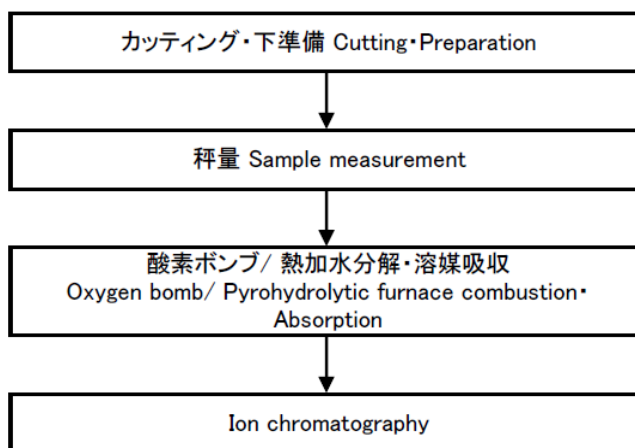 カッティング・下準備 Cutting・Preparation
秤量 Sample measurement
酸素ボンブ/ 熱加水分解・溶媒吸収
Oxygen bomb/ Pyrohydrolytic furnace combustion・
Absorption
Ion chromatography